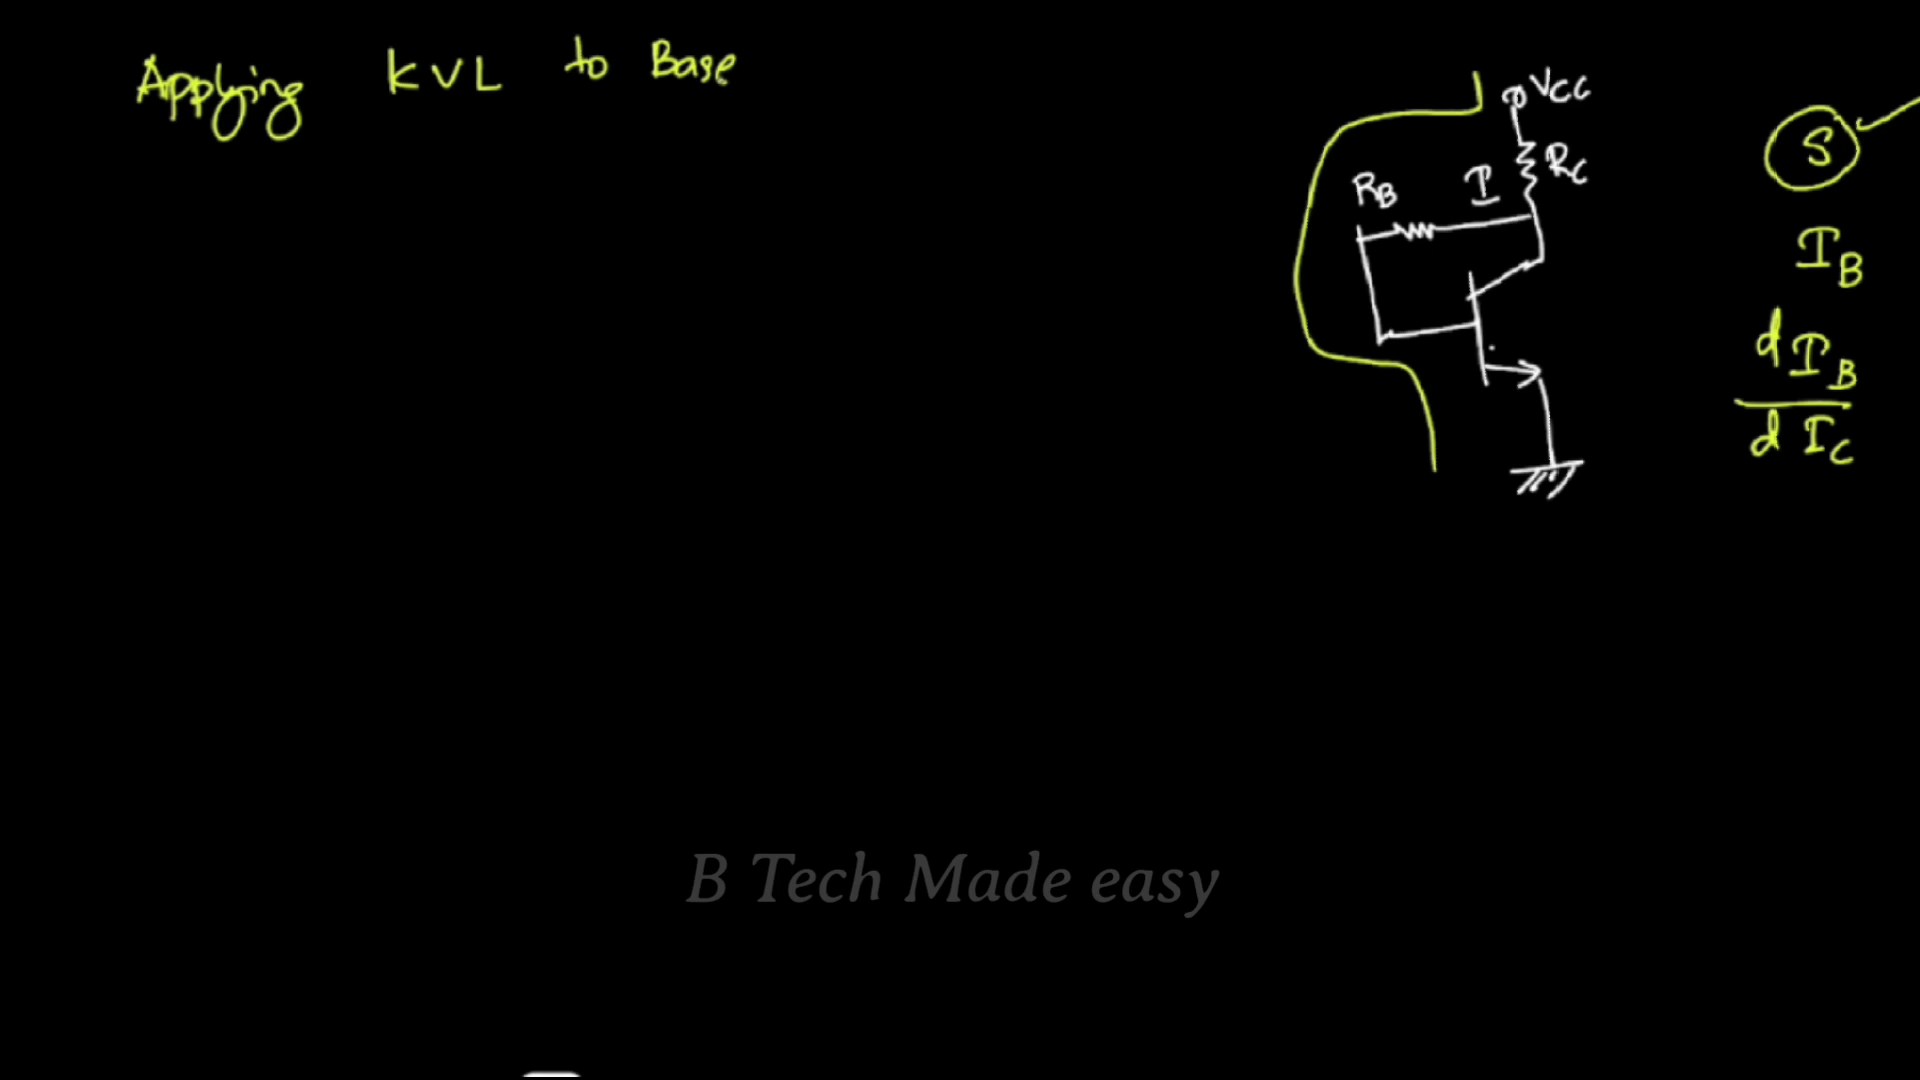 Applying KVL to Base
VCC
RC
RB
I
S
IB
dIB
dIC
B Tech Made easy